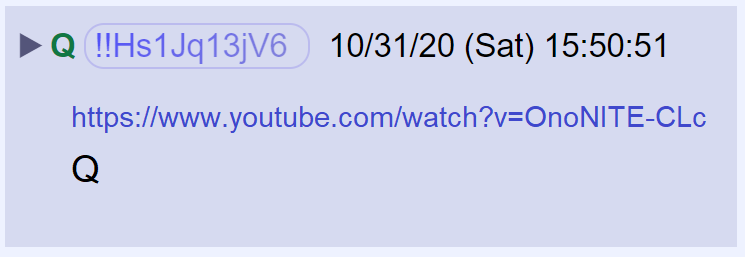 Q !!Hs1Jq13jV6 10/31/20 (Sat) 15:50:51
https://www.youtube.com/watch?v=OnoNITE-CLc
Q